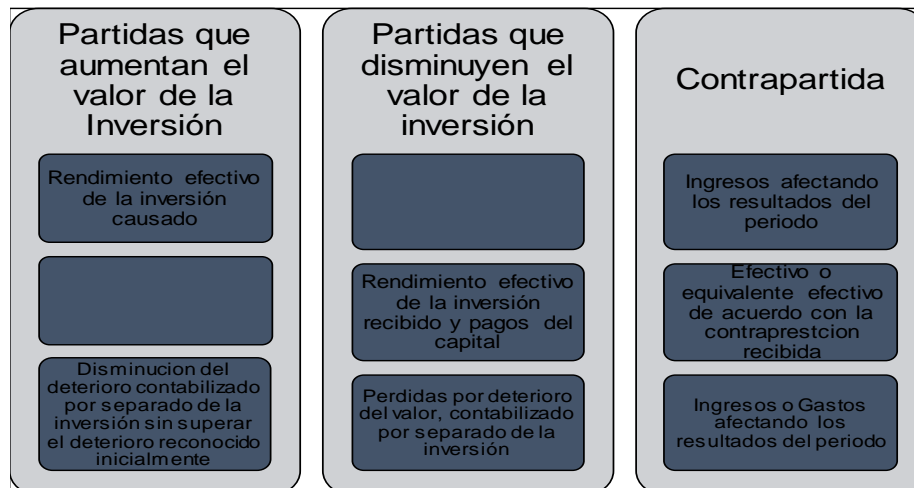 Partidas que
aumentan el
valor de la
Inversión
Rendimiento efectivo
de la inversión
causado
Disminucion del
deterioro contabilizado
por separado de la
inversión sin superar
el deterioro reconocido
inicialmente
Partidas que
disminuyen el
valor de la
inversión
Rendimiento efectivo
de la inversión
recibido y pagos del
capital
Perdidas por deterioro
del valor, contabilizado
por separado de la
inversión
Contrapartida
Ingresos afectando
los resultados del
periodo
Efectivo o
equivalente efectivo
de acuerdo con la
contraprestcion
recibida
Ingresos o Gastos
afectando los
resultados del periodo